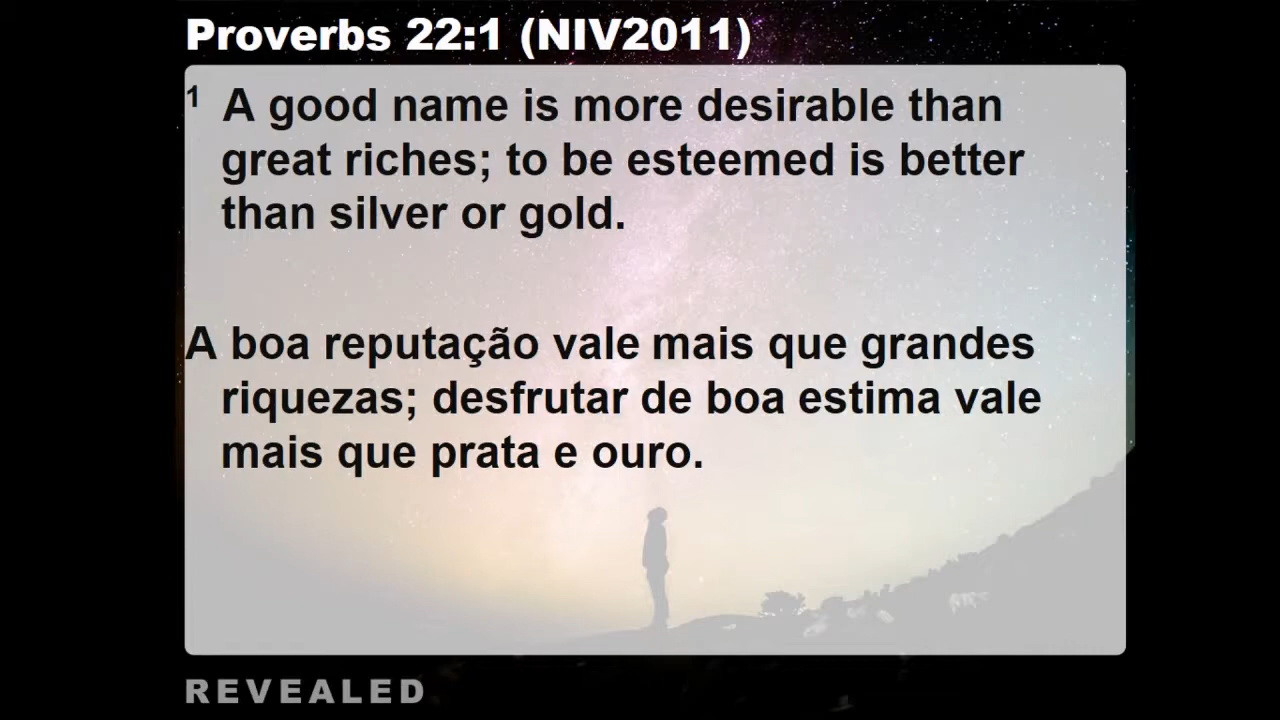 Proverbs 22:1 (NIV2011)
1 A good name is more desirable than
great riches; to be esteemed is better
than silver or gold.
A boa reputação vale mais que grandes
riquezas; desfrutar de boa estima vale
mais que prata e ouro.
REVEALED